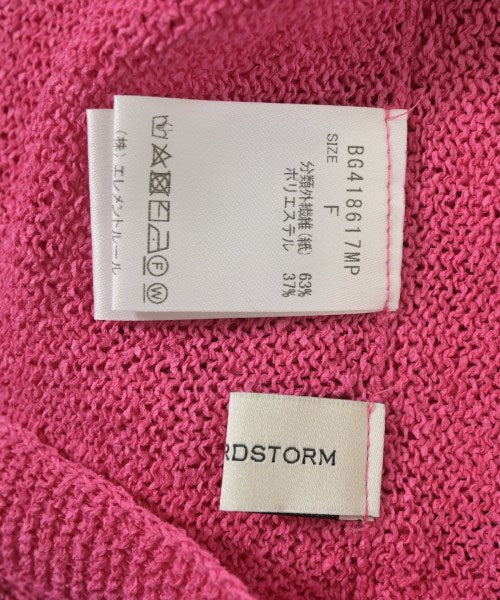 BG418617MP
SIZE
F
分類外繊維(紙) 63%
ポリエステル 37%
(株)エレメントルール
RDSTORM